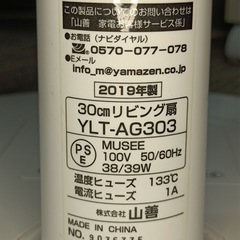 この製品についてのお問い合わせは
「山善 家電お客様サービス係」
●お電話(ナビダイヤル)
0570-077-078
●Eメール
info_m@yamazen.co.jp
2019年製
30cmリビング扇
YLT-AG303
PSE
MUSEE
100V 50/60Hz
38/39W
温度ヒューズ 133℃
電流ヒューズ 1A
株式会社 山善
MADE IN CHINA